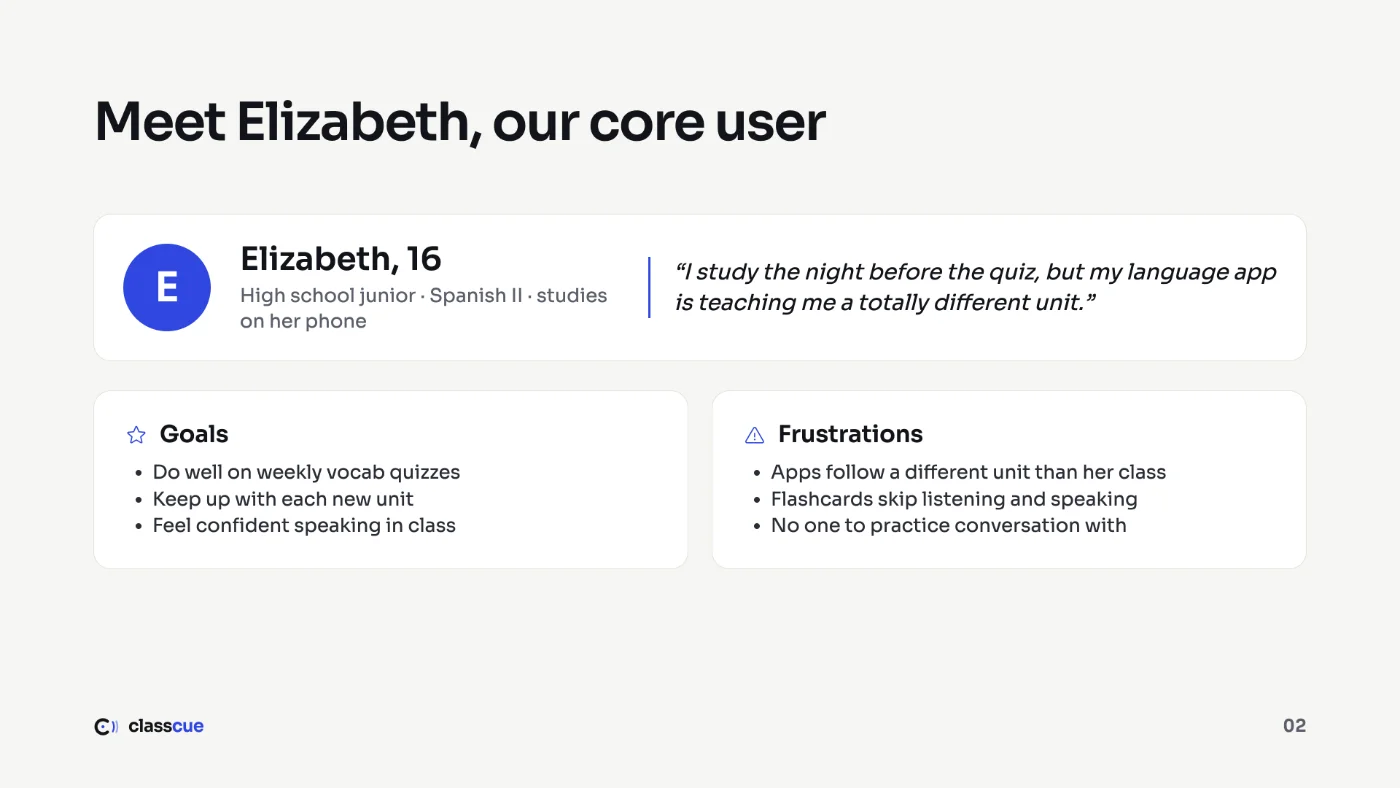 Meet Elizabeth, our core user
E
Elizabeth, 16
High school junior · Spanish II · studies
on her phone
“I study the night before the quiz, but my language app
is teaching me a totally different unit.”
Goals
• Do well on weekly vocab quizzes
• Keep up with each new unit
• Feel confident speaking in class
Frustrations
• Apps follow a different unit than her class
• Flashcards skip listening and speaking
• No one to practice conversation with
classcue
02